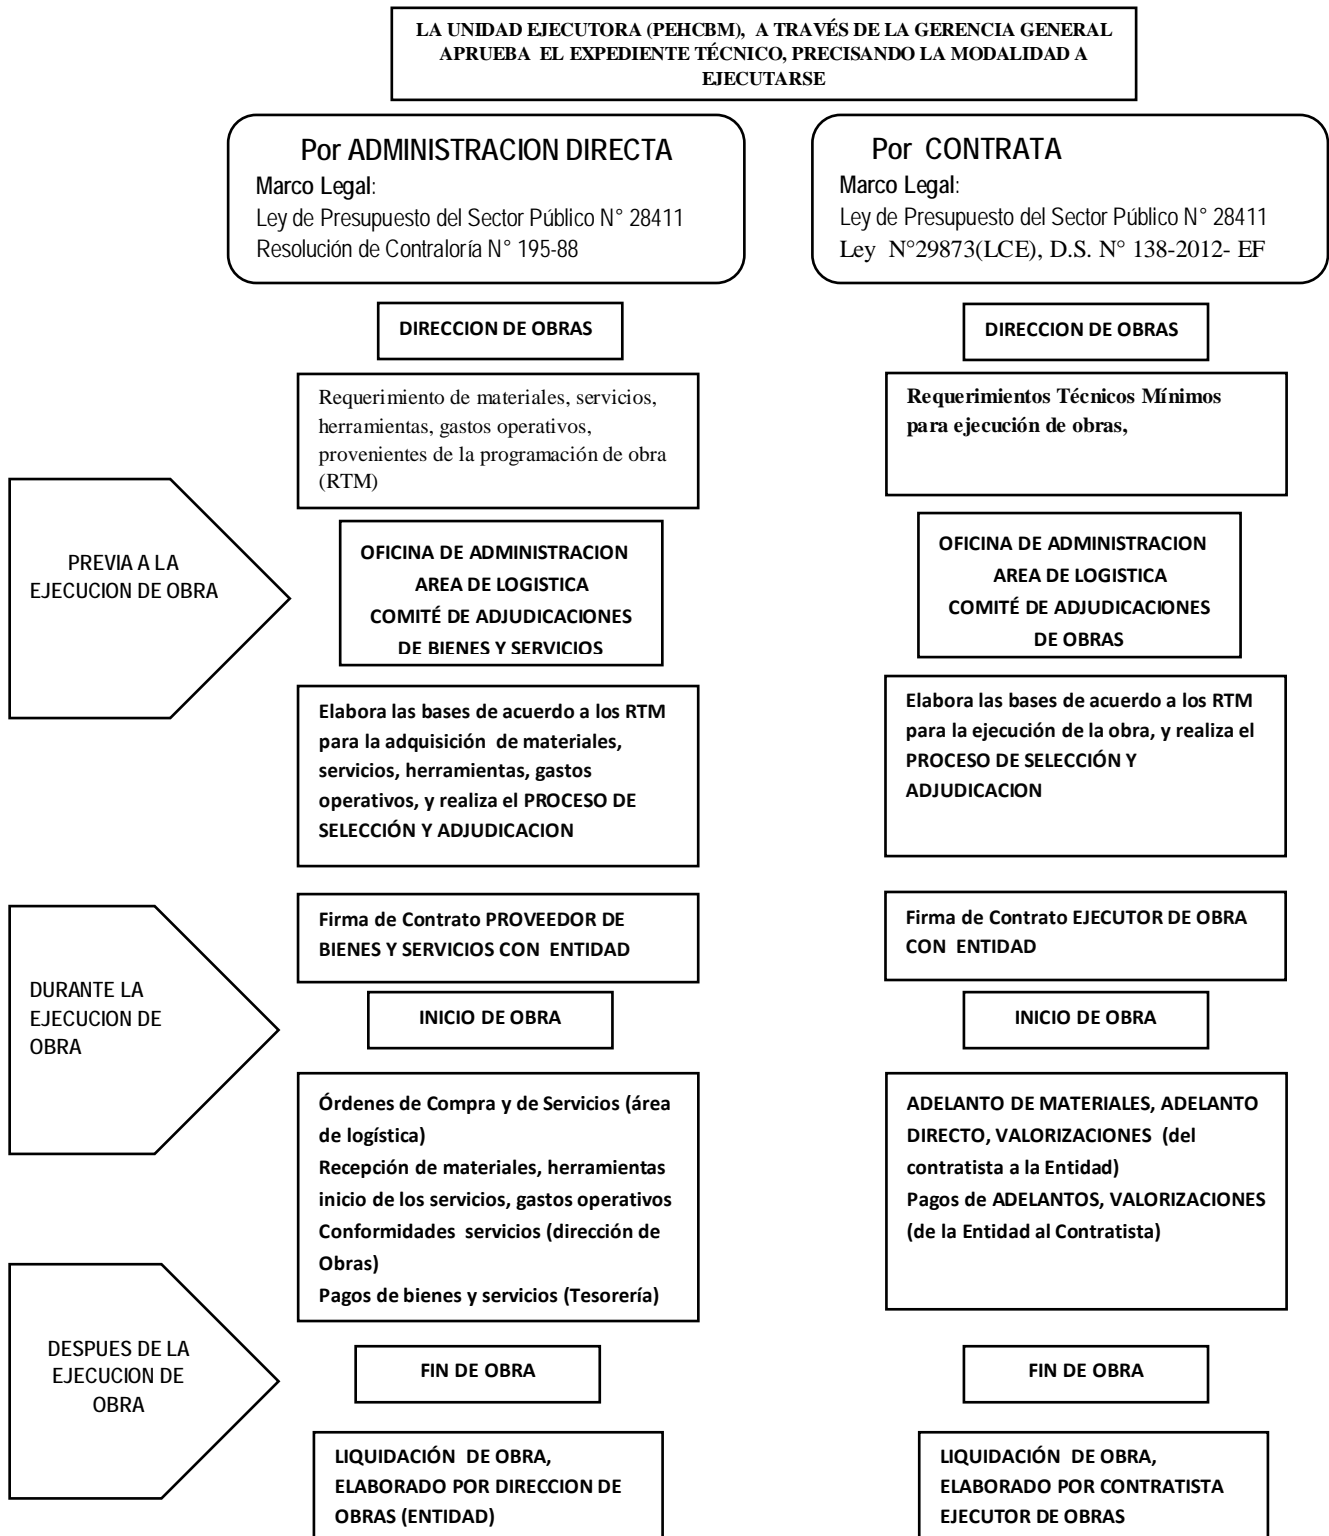 LA UNIDAD EJECUTORA (PEHCBM), A TRAVÉS DE LA GERENCIA GENERAL
APRUEBA EL EXPEDIENTE TÉCNICO, PRECISANDO LA MODALIDAD A
EJECUTARSE
Por ADMINISTRACION DIRECTA
Marco Legal:
Ley de Presupuesto del Sector Público N° 28411
Resolución de Contraloría N° 195-88
Por CONTRATA
Marco Legal:
Ley de Presupuesto del Sector Público N° 28411
Ley N°29873(LCE), D.S. N° 138-2012- EF
DIRECCION DE OBRAS
DIRECCION DE OBRAS
Requerimiento de materiales, servicios,
herramientas, gastos operativos,
provenientes de la programación de obra
(RTM)
Requerimientos Técnicos Mínimos
para ejecución de obras,
PREVIA A LA
EJECUCION DE OBRA
OFICINA DE ADMINISTRACION
AREA DE LOGISTICA
COMITÉ DE ADJUDICACIONES
DE BIENES Y SERVICIOS
OFICINA DE ADMINISTRACION
AREA DE LOGISTICA
COMITÉ DE ADJUDICACIONES
DE OBRAS
Elabora las bases de acuerdo a los RTM
para la adquisición de materiales,
servicios, herramientas, gastos
operativos, y realiza el PROCESO DE
SELECCIÓN Y ADJUDICACION
Elabora las bases de acuerdo a los RTM
para la ejecución de la obra, y realiza el
PROCESO DE SELECCIÓN Y
ADJUDICACION
DURANTE LA
EJECUCION DE
OBRA
Firma de Contrato PROVEEDOR DE
BIENES Y SERVICIOS CON ENTIDAD
Firma de Contrato EJECUTOR DE OBRA
CON ENTIDAD
INICIO DE OBRA
INICIO DE OBRA
Órdenes de Compra y de Servicios (área
de logística)
Recepción de materiales, herramientas
inicio de los servicios, gastos operativos
Conformidades servicios (dirección de
Obras)
Pagos de bienes y servicios (Tesorería)
ADELANTO DE MATERIALES, ADELANTO
DIRECTO, VALORIZACIONES (del
contratista a la Entidad)
Pagos de ADELANTOS, VALORIZACIONES
(de la Entidad al Contratista)
DESPUES DE LA
EJECUCION DE
OBRA
FIN DE OBRA
FIN DE OBRA
LIQUIDACIÓN DE OBRA,
ELABORADO POR DIRECCION DE
OBRAS (ENTIDAD)
LIQUIDACIÓN DE OBRA,
ELABORADO POR CONTRATISTA
EJECUTOR DE OBRAS